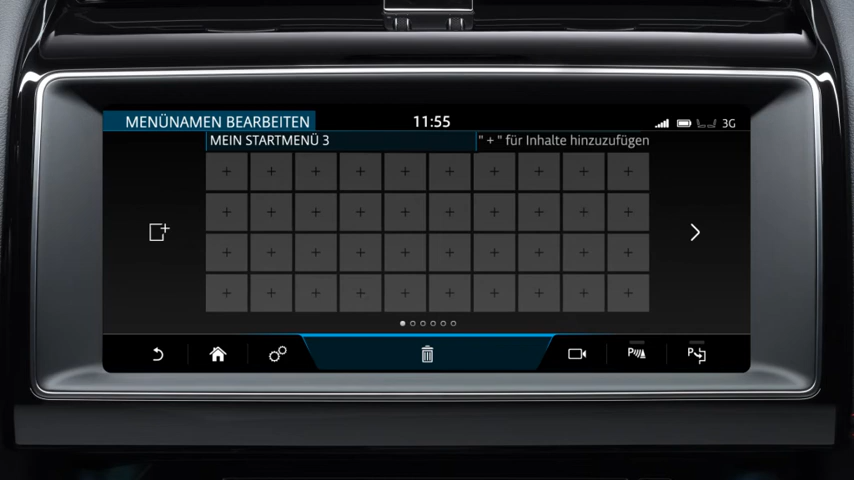 MENÜNAMEN BEARBEITEN
11:55
3G
MEIN STARTMENÜ 3
" + " für Inhalte hinzuzufügen
P
P